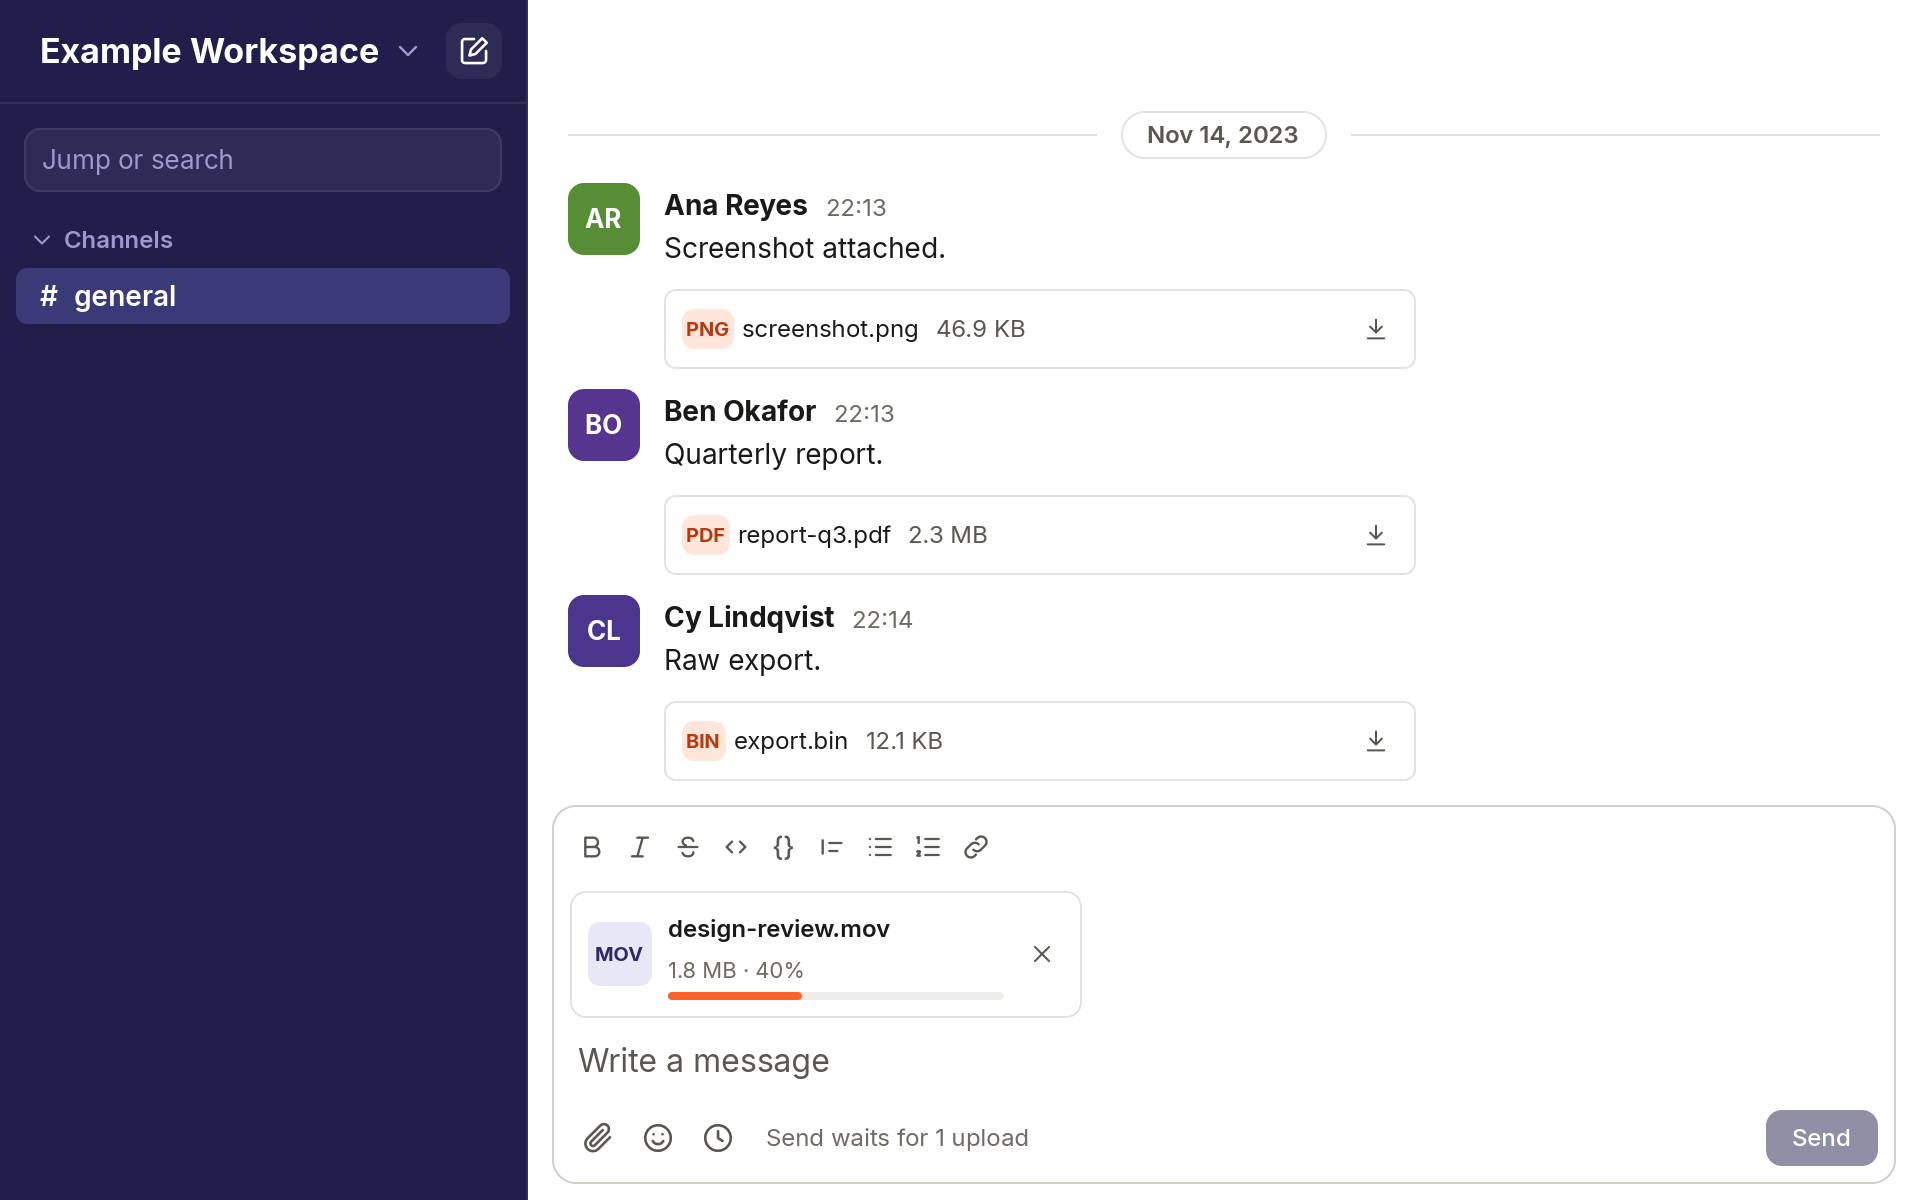 Example Workspace
Jump or search
Channels
# general
Nov 14, 2023
AR
Ana Reyes 22:13
Screenshot attached.
PNG screenshot.png 46.9 KB
BO
Ben Okafor 22:13
Quarterly report.
PDF report-q3.pdf 2.3 MB
CL
Cy Lindqvist 22:14
Raw export.
BIN export.bin 12.1 KB
MOV
design-review.mov
1.8 MB · 40%
Write a message
Send waits for 1 upload
Send